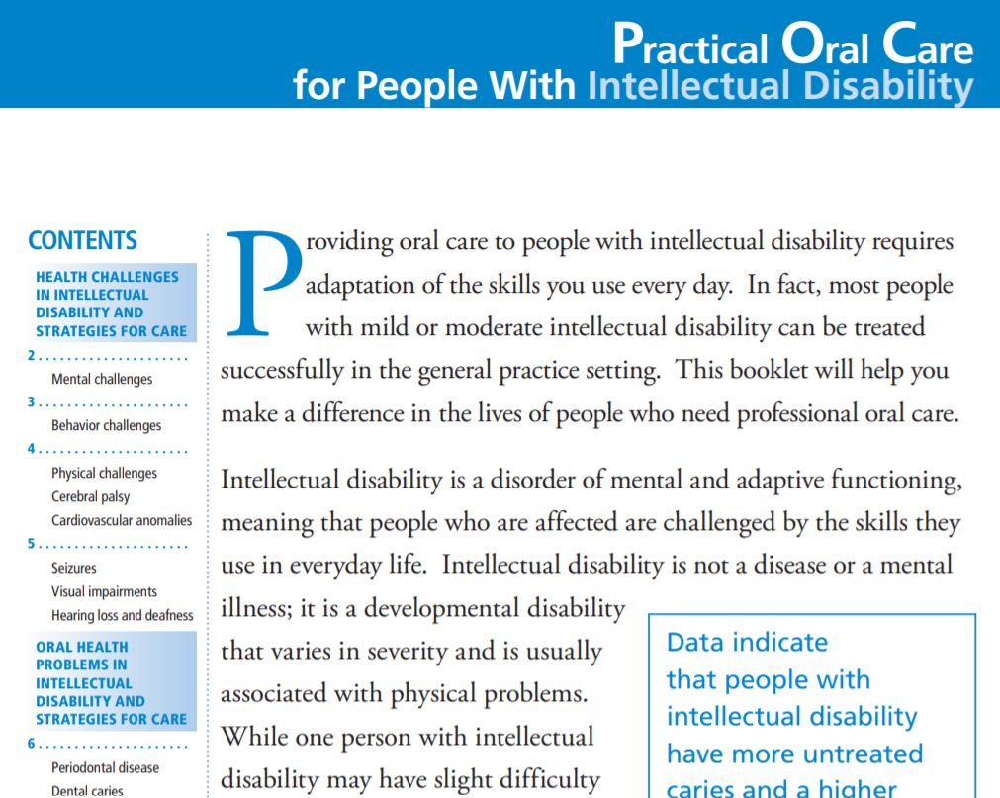 Practical Oral Care
for People With Intellectual Disability
CONTENTS
HEALTH CHALLENGES
IN INTELLECTUAL
DISABILITY AND
STRATEGIES FOR CARE
2 . . . . . . . . . . . . . . . . . . . . .
Mental challenges
3 . . . . . . . . . . . . . . . . . . . . .
Behavior challenges
4 . . . . . . . . . . . . . . . . . . . . .
Physical challenges
Cerebral palsy
Cardiovascular anomalies
5 . . . . . . . . . . . . . . . . . . . . .
Seizures
Visual impairments
Hearing loss and deafness
ORAL HEALTH
PROBLEMS IN
INTELLECTUAL
DISABILITY AND
STRATEGIES FOR CARE
6 . . . . . . . . . . . . . . . . . . . . .
Periodontal disease
Dental caries
Providing oral care to people with intellectual disability requires
adaptation of the skills you use every day. In fact, most people
with mild or moderate intellectual disability can be treated
successfully in the general practice setting. This booklet will help you
make a difference in the lives of people who need professional oral care.
Intellectual disability is a disorder of mental and adaptive functioning,
meaning that people who are affected are challenged by the skills they
use in everyday life. Intellectual disability is not a disease or a mental
illness; it is a developmental disability
that varies in severity and is usually
associated with physical problems.
While one person with intellectual
disability may have slight difficulty
Data indicate
that people with
intellectual disability
have more untreated
caries and a higher